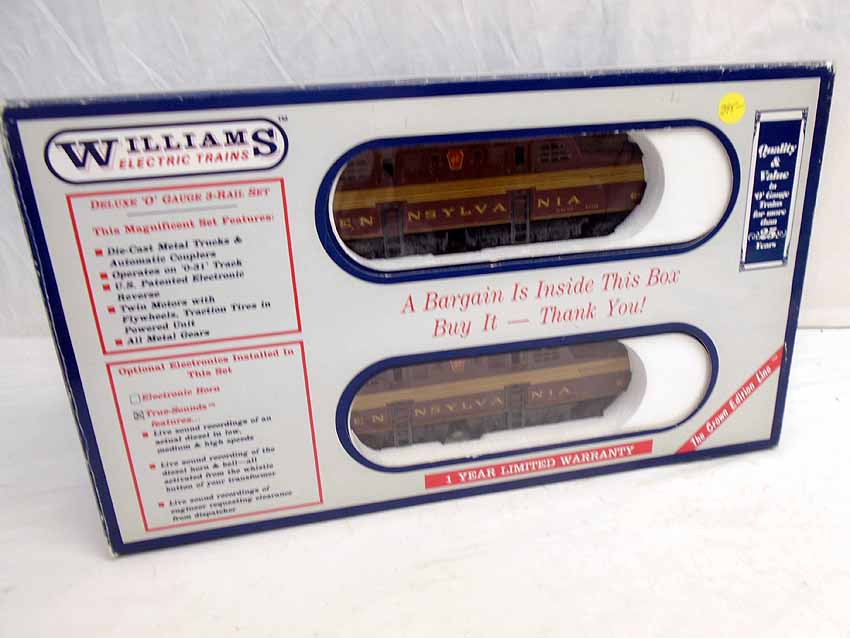 WILLIAMS™
ELECTRIC TRAINS
DELUXE 'O' GAUGE 3-RAIL SET
This Magnificent Set Features:
Die-Cast Metal Trucks &
Automatic Couplers
Operates on '0-31' Track
U.S. Patented Electronic
Reverse
Twin Motors with
Flywheels, Traction Tires in
Powered Unit
All Metal Gears
Optional Electronics Installed In
This Set
Electronic Horn
True-Sounds™
features...
Live sound recordings of an
actual diesel in low,
medium & high speeds
Live sound recording of the
diesel horn & bell—all
activated from the whistle
button of your transformer
Live sound recordings of
engineer requesting clearance
from dispatcher
EN NSYLVA NIA
A Bargain Is Inside This Box
Buy It — Thank You!
EN NSYLVA NIA
1 YEAR LIMITED WARRANTY
The Crown Edition Line™
Quality
&
Value
in
'O' Gauge
Trains
for more
than
25
Years